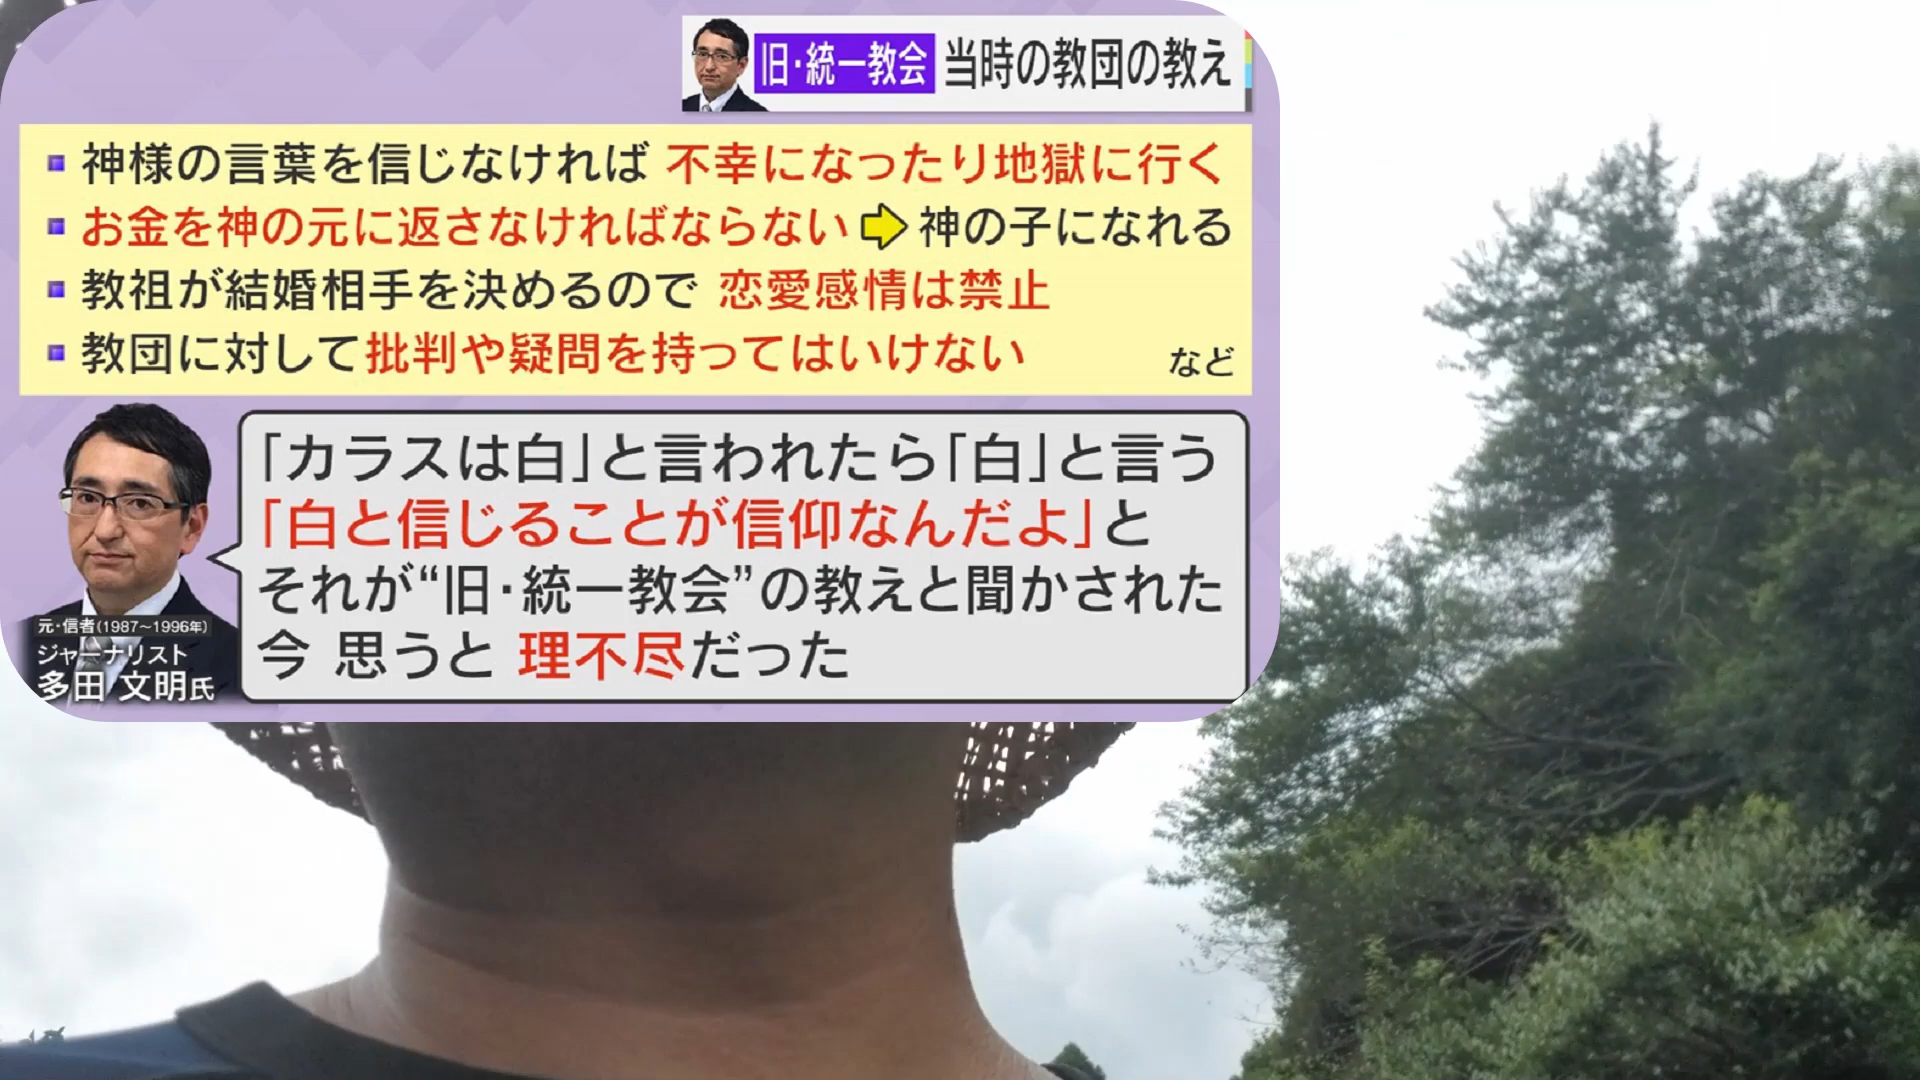 旧・統一教会 当時の教団の教え
神様の言葉を信じなければ 不幸になったり地獄に行く
お金を神の元に返さなければならない⇨神の子になれる
教祖が結婚相手を決めるので 恋愛感情は禁止
教団に対して批判や疑問を持ってはいけない など
「カラスは白」と言われたら「白」と言う
「白と信じることが信仰なんだよ」と
それが“旧・統一教会”の教えと聞かされた
今 思うと 理不尽だった
元・信者(1987～1996年)
ジャーナリスト
多田 文明氏